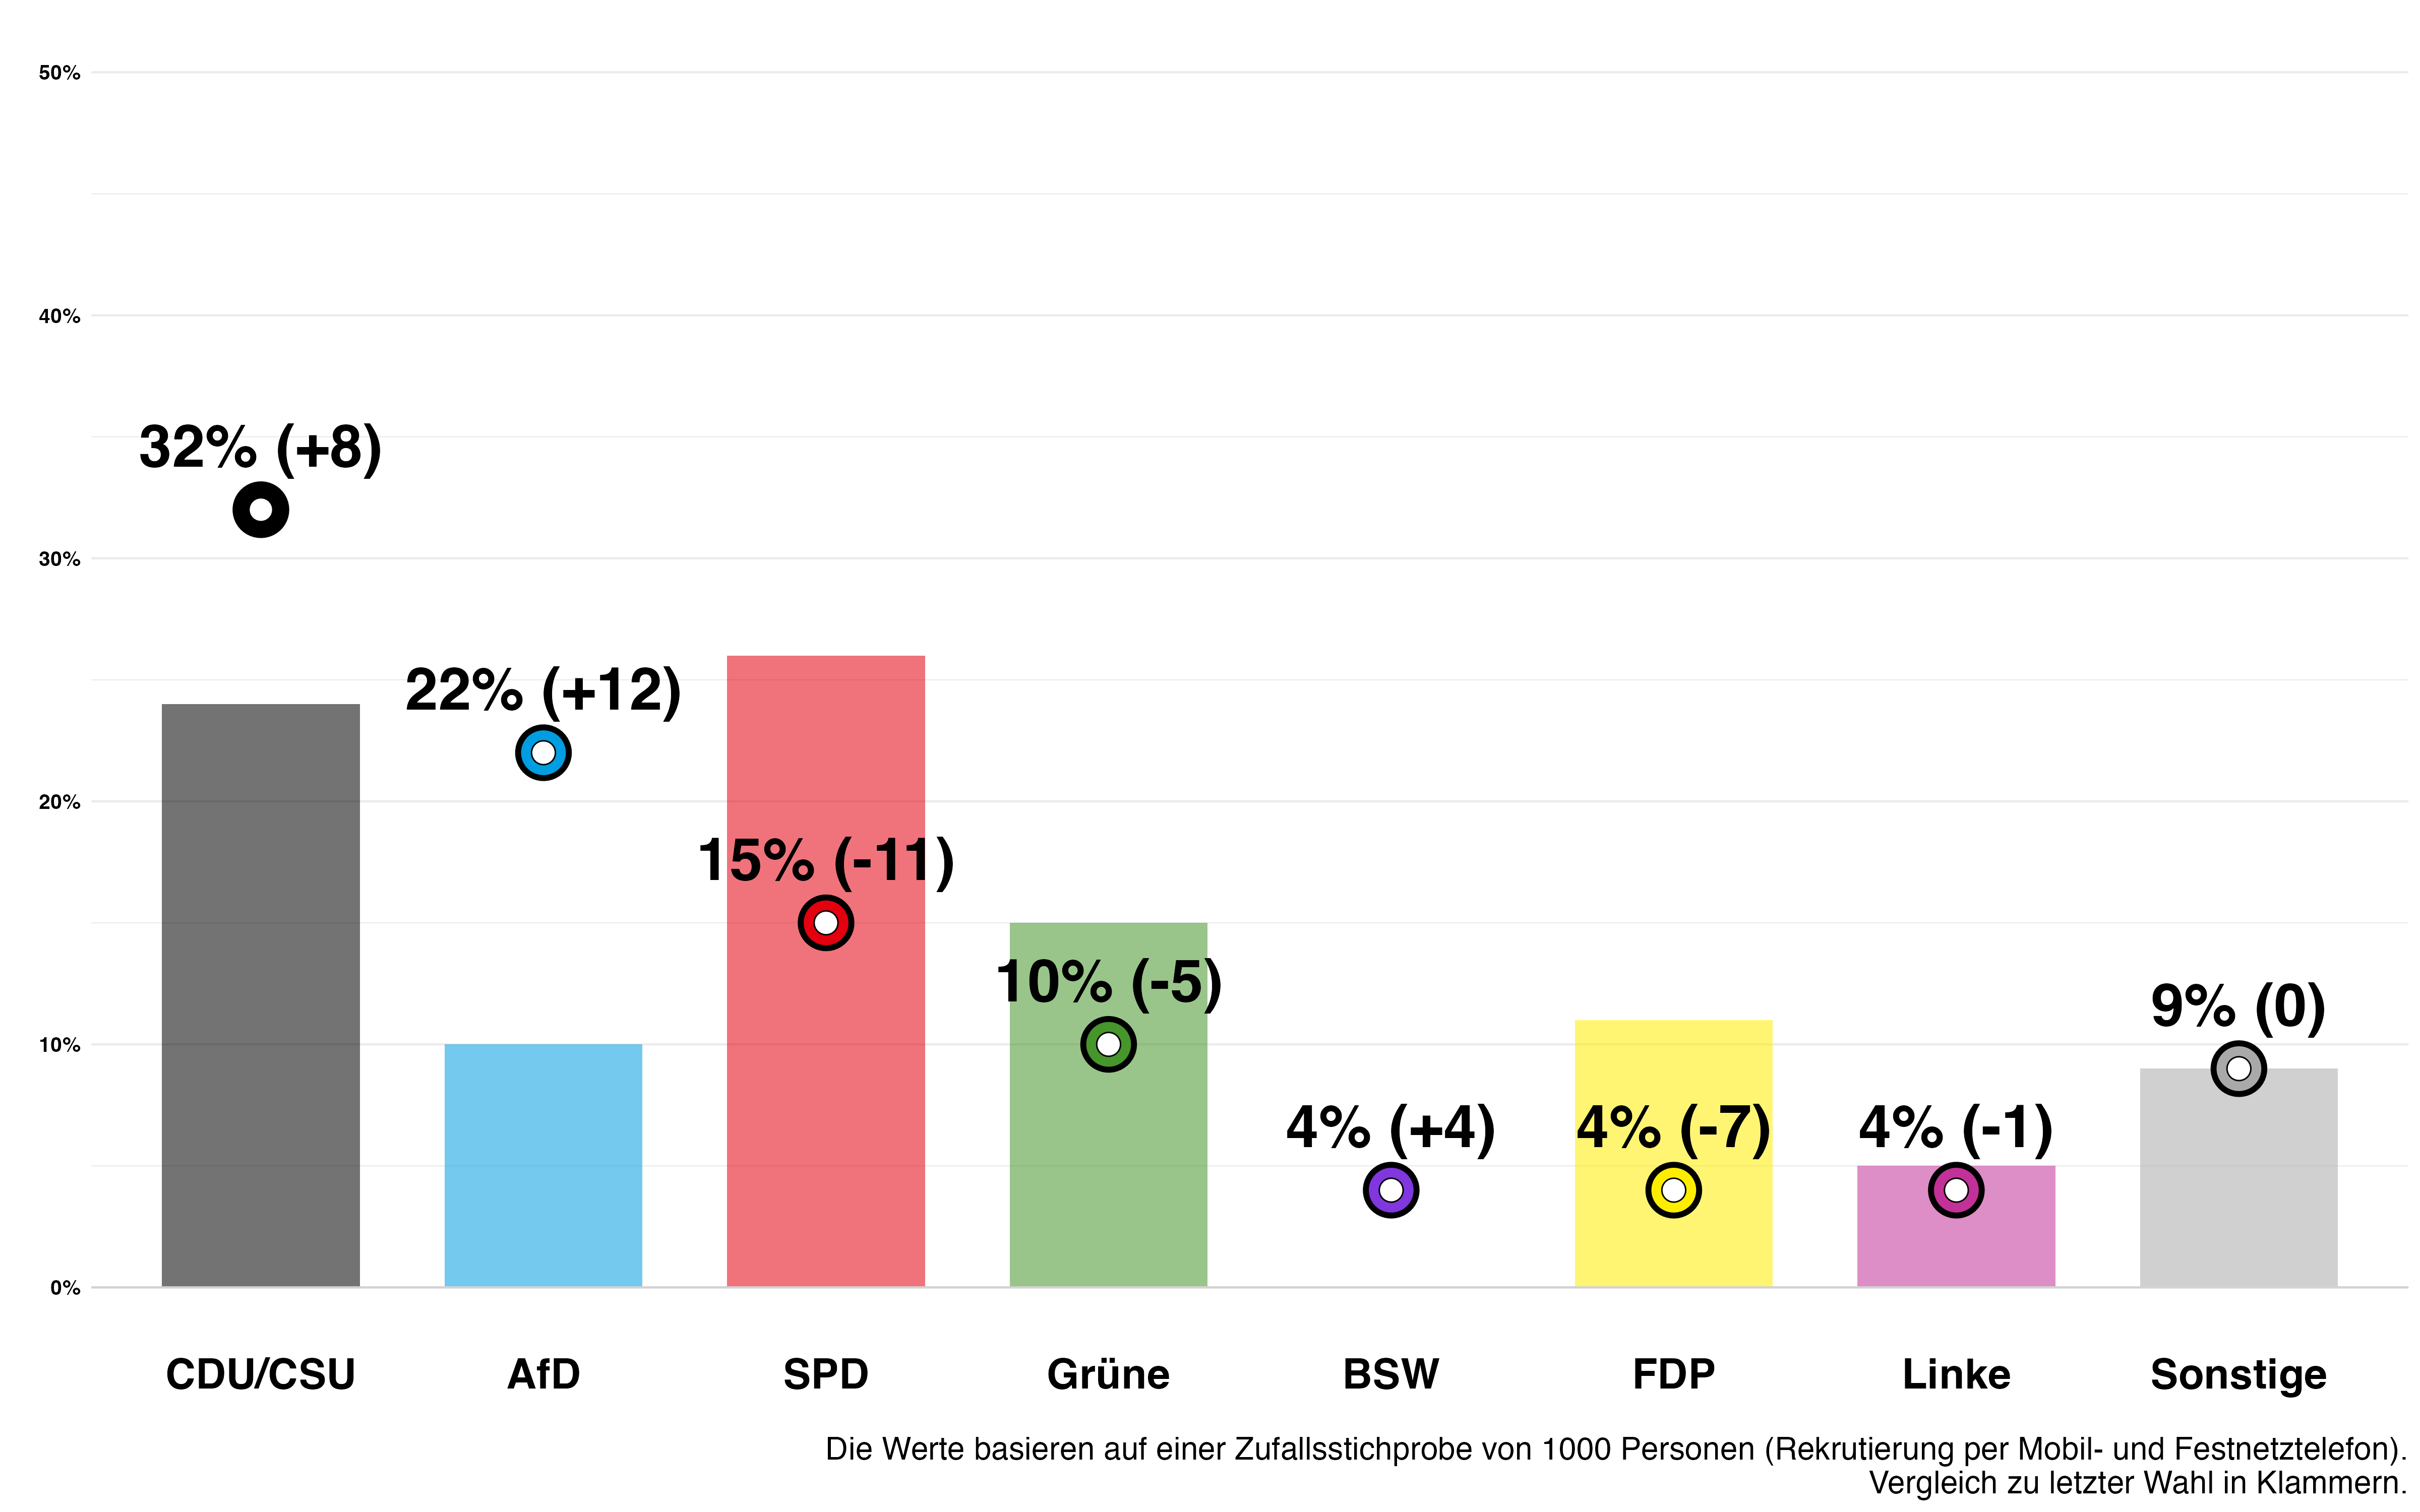 50%
40%
30%
20%
10%
0%
32% (+8)
22% (+12)
15% (-11)
10% (-5)
4% (+4)
4% (-7)
4% (-1)
9% (0)
CDU/CSU
AfD
SPD
Grüne
BSW
FDP
Linke
Sonstige
Die Werte basieren auf einer Zufallsstichprobe von 1000 Personen (Rekrutierung per Mobil- und Festnetztelefon).
Vergleich zu letzter Wahl in Klammern.